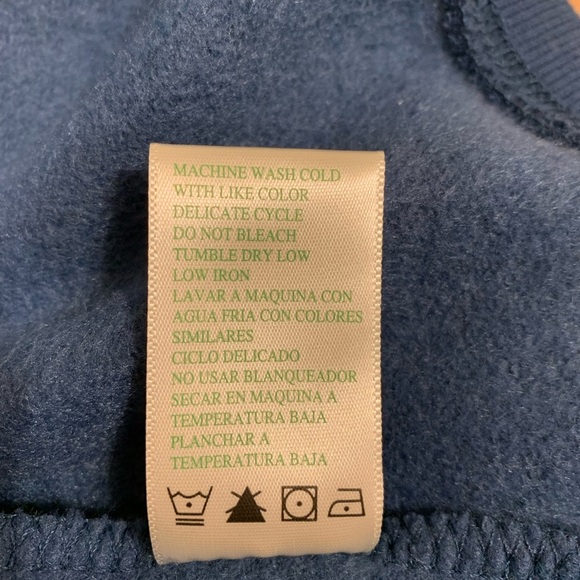 MACHINE WASH COLD
WITH LIKE COLOR
DELICATE CYCLE
DO NOT BLEACH
TUMBLE DRY LOW
LOW IRON
LAVAR A MAQUINA CON
AGUA FRIA CON COLORES
SIMILARES
CICLO DELICADO
NO USAR BLANQUEADOR
SECAR EN MAQUINA A
TEMPERATURA BAJA
PLANCHAR A
TEMPERATURA BAJA